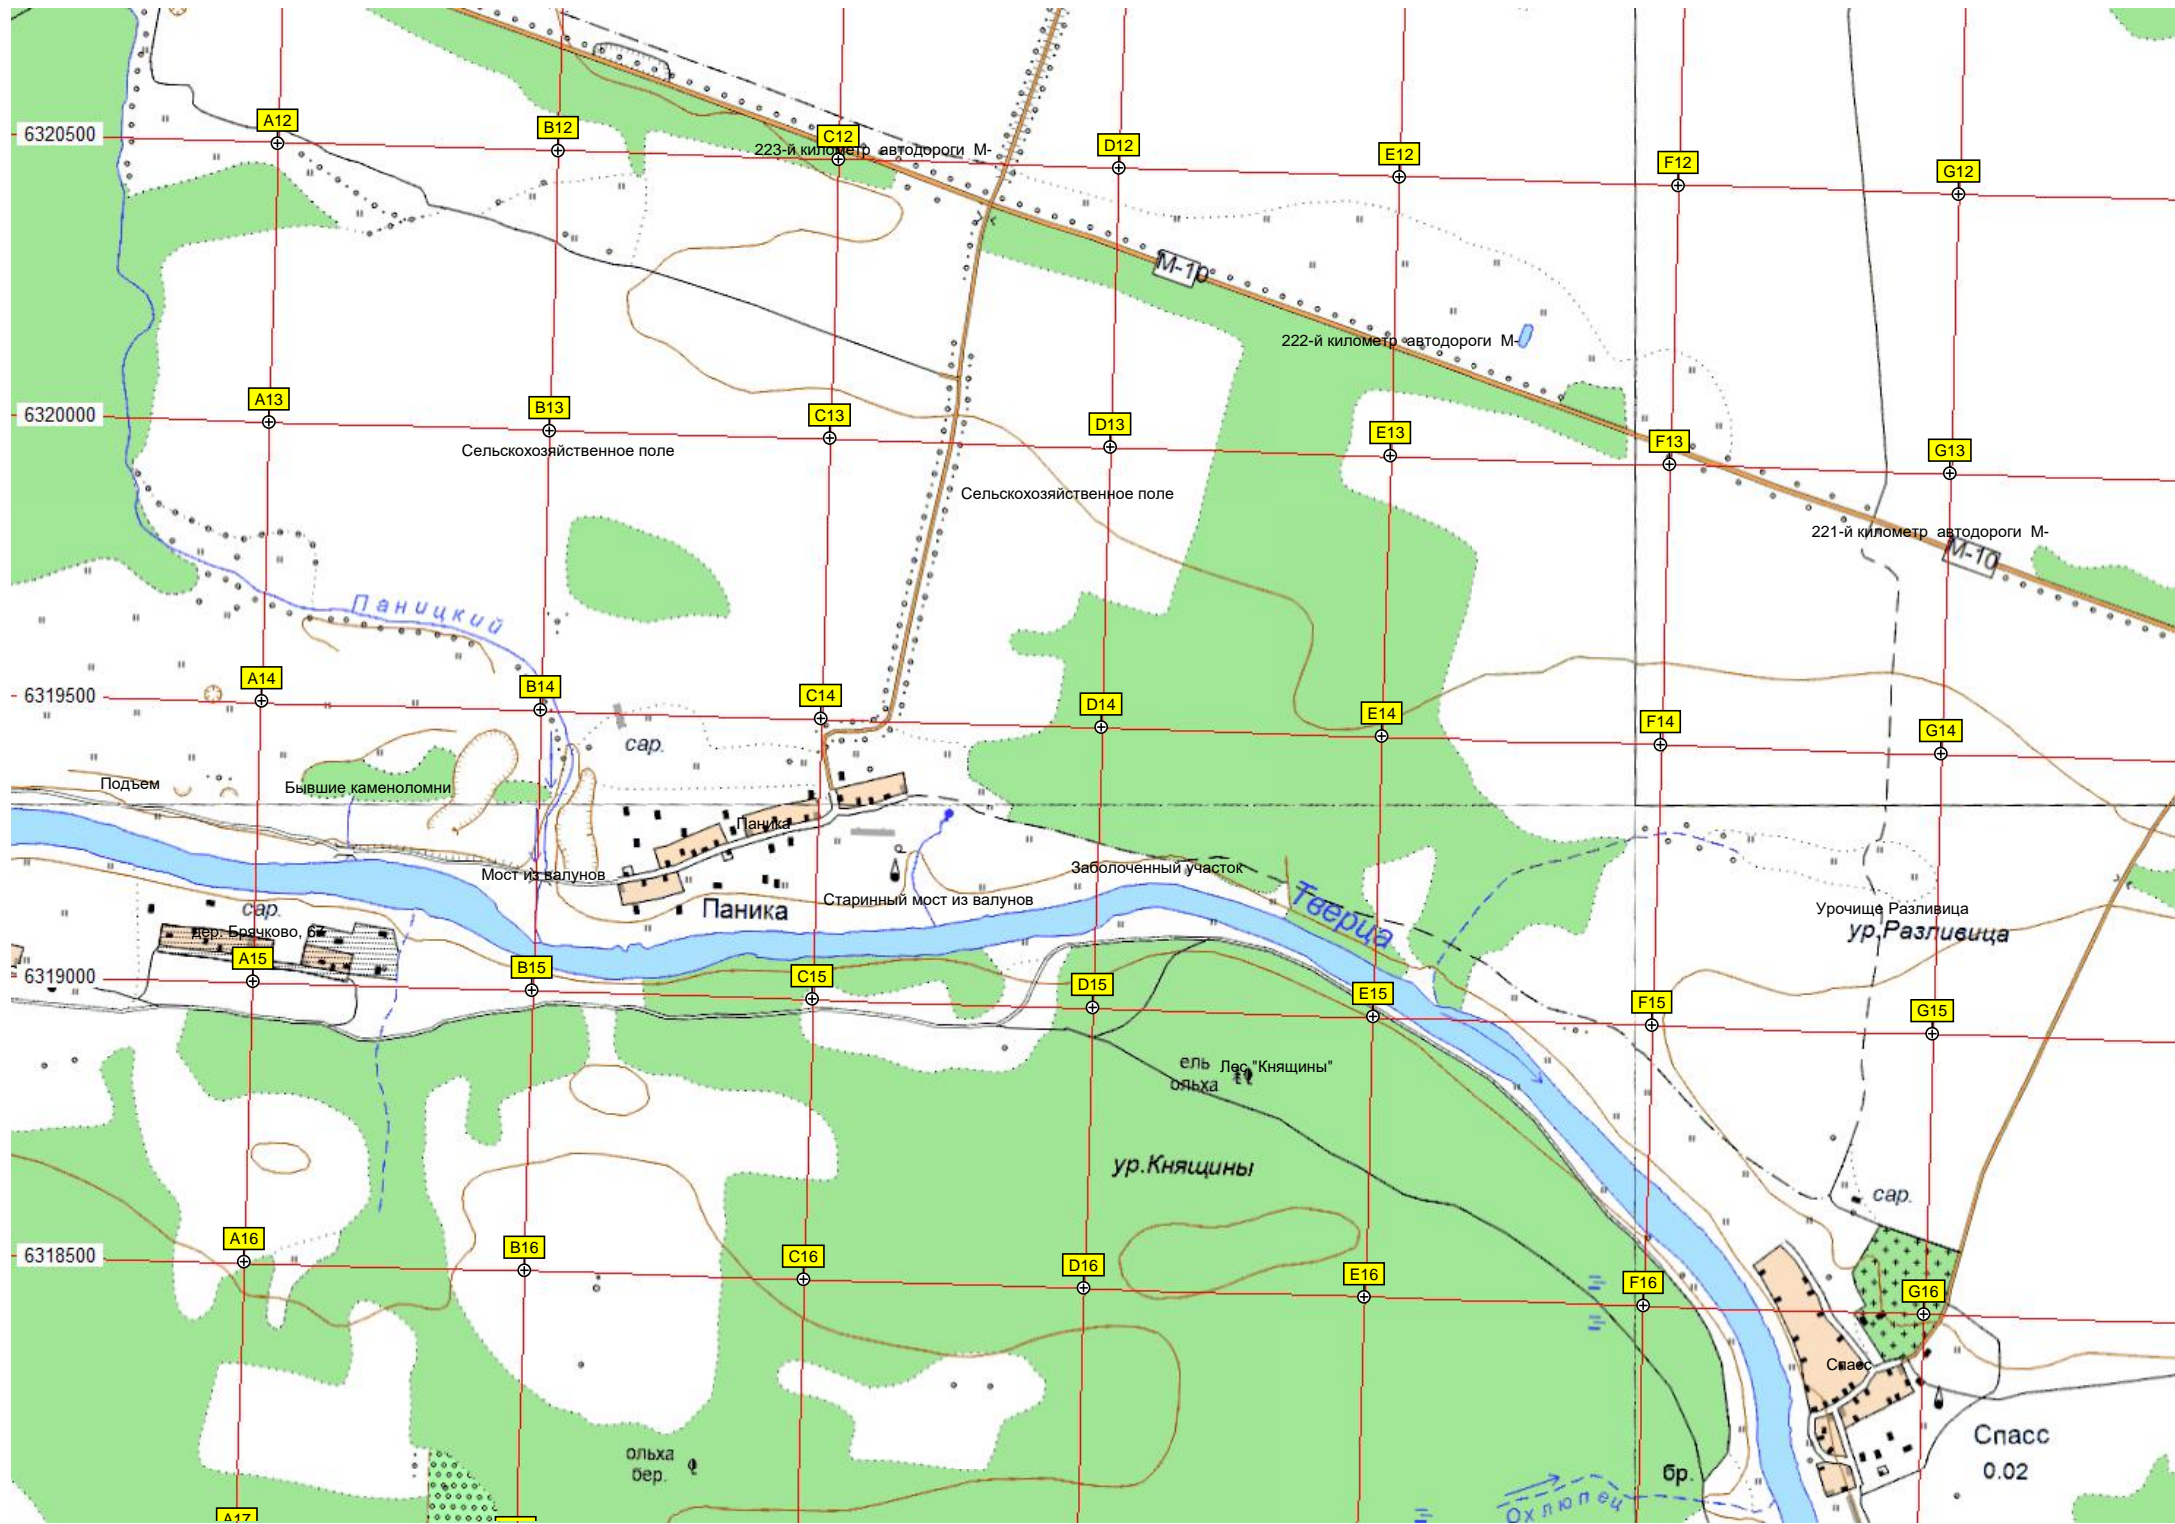 6320500
A12
B12
C12
D12
E12
F12
G12
223-й километр автодороги М-
М-10
222-й километр автодороги М-
6320000
A13
B13
C13
D13
E13
F13
G13
Сельскохозяйственное поле
Сельскохозяйственное поле
221-й километр автодороги М-
М-10
Паницкий
6319500
A14
B14
C14
D14
E14
F14
G14
сар.
Подъем
Бывшие каменоломни
Паника
Мост из валунов
Заболоченный участок
Старинный мост из валунов
Паника
Тверца
Урочище Разливица
ур.Разливица
сар.
дер. Брячково, 67
6319000
A15
B15
C15
D15
E15
F15
G15
ель
ольха
Лес "Княщины"
ур.Княщины
сар.
6318500
A16
B16
C16
D16
E16
F16
G16
Спасс
Спасс
0.02
ольха
бер.
бр.
Охлюпец
A17